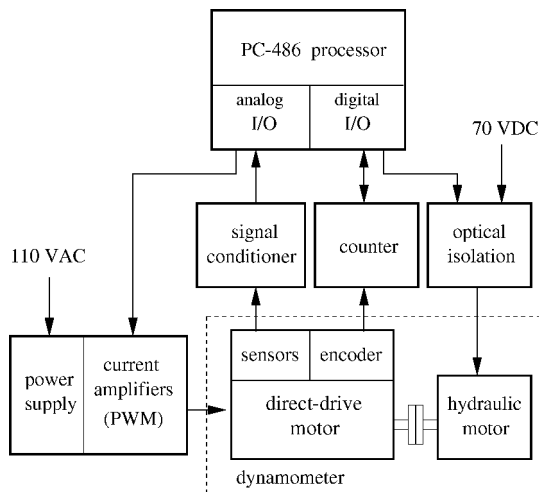 PC-486 processor
analog
I/O
digital
I/O
70 VDC
signal
conditioner
counter
optical
isolation
110 VAC
power
supply
current
amplifiers
(PWM)
sensors
encoder
direct-drive
motor
hydraulic
motor
dynamometer